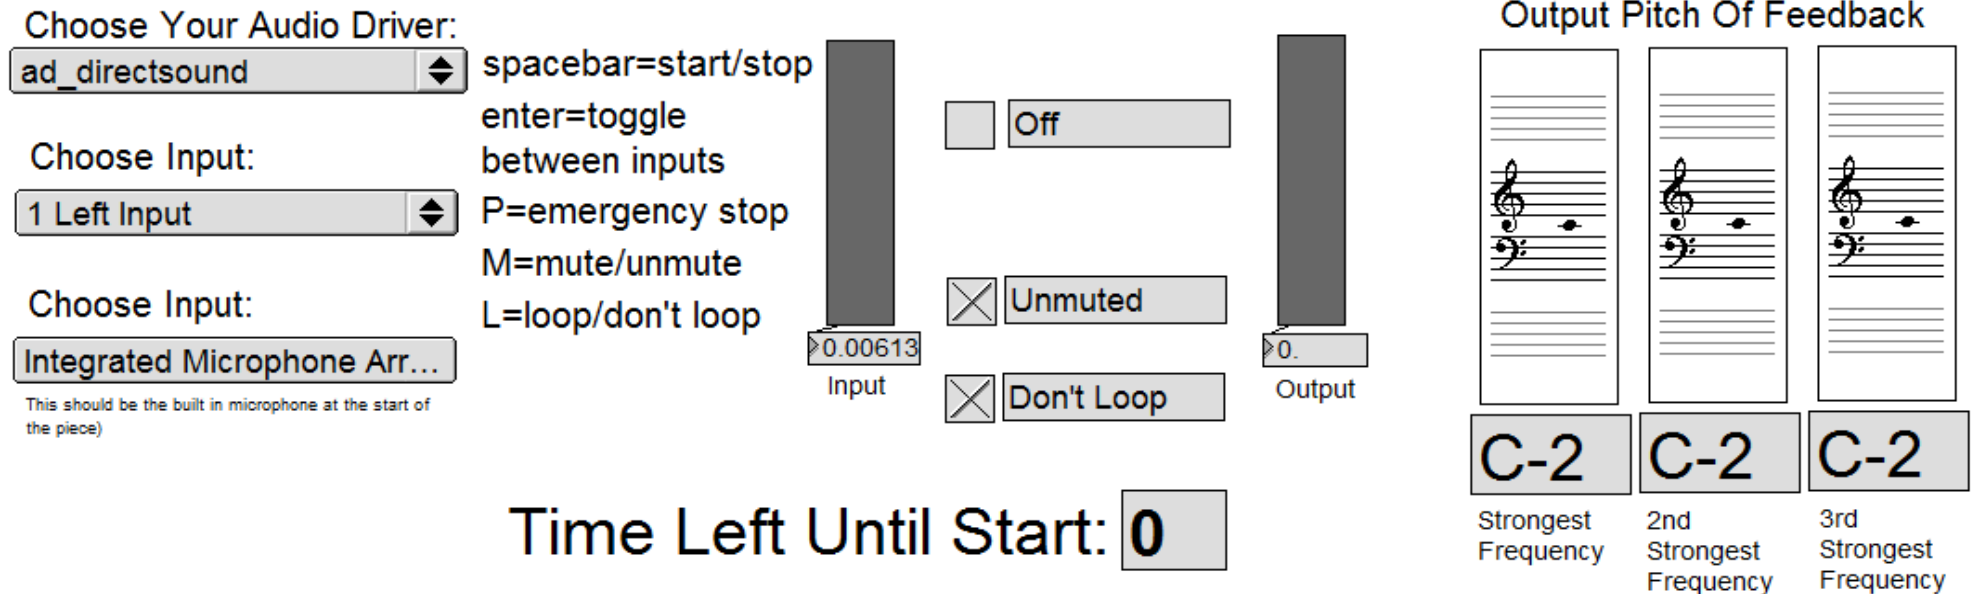 Choose Your Audio Driver:
ad_directsound
Choose Input:
1 Left Input
Choose Input:
Integrated Microphone Arr...
This should be the built in microphone at the start of
the piece)
spacebar=start/stop
enter=toggle
between inputs
P=emergency stop
M=mute/unmute
L=loop/don't loop
0.00613
Input
Off
Unmuted
Don't Loop
0.
Output
Time Left Until Start: 0
Output Pitch Of Feedback
C-2
C-2
C-2
Strongest
Frequency
2nd
Strongest
Frequency
3rd
Strongest
Frequency